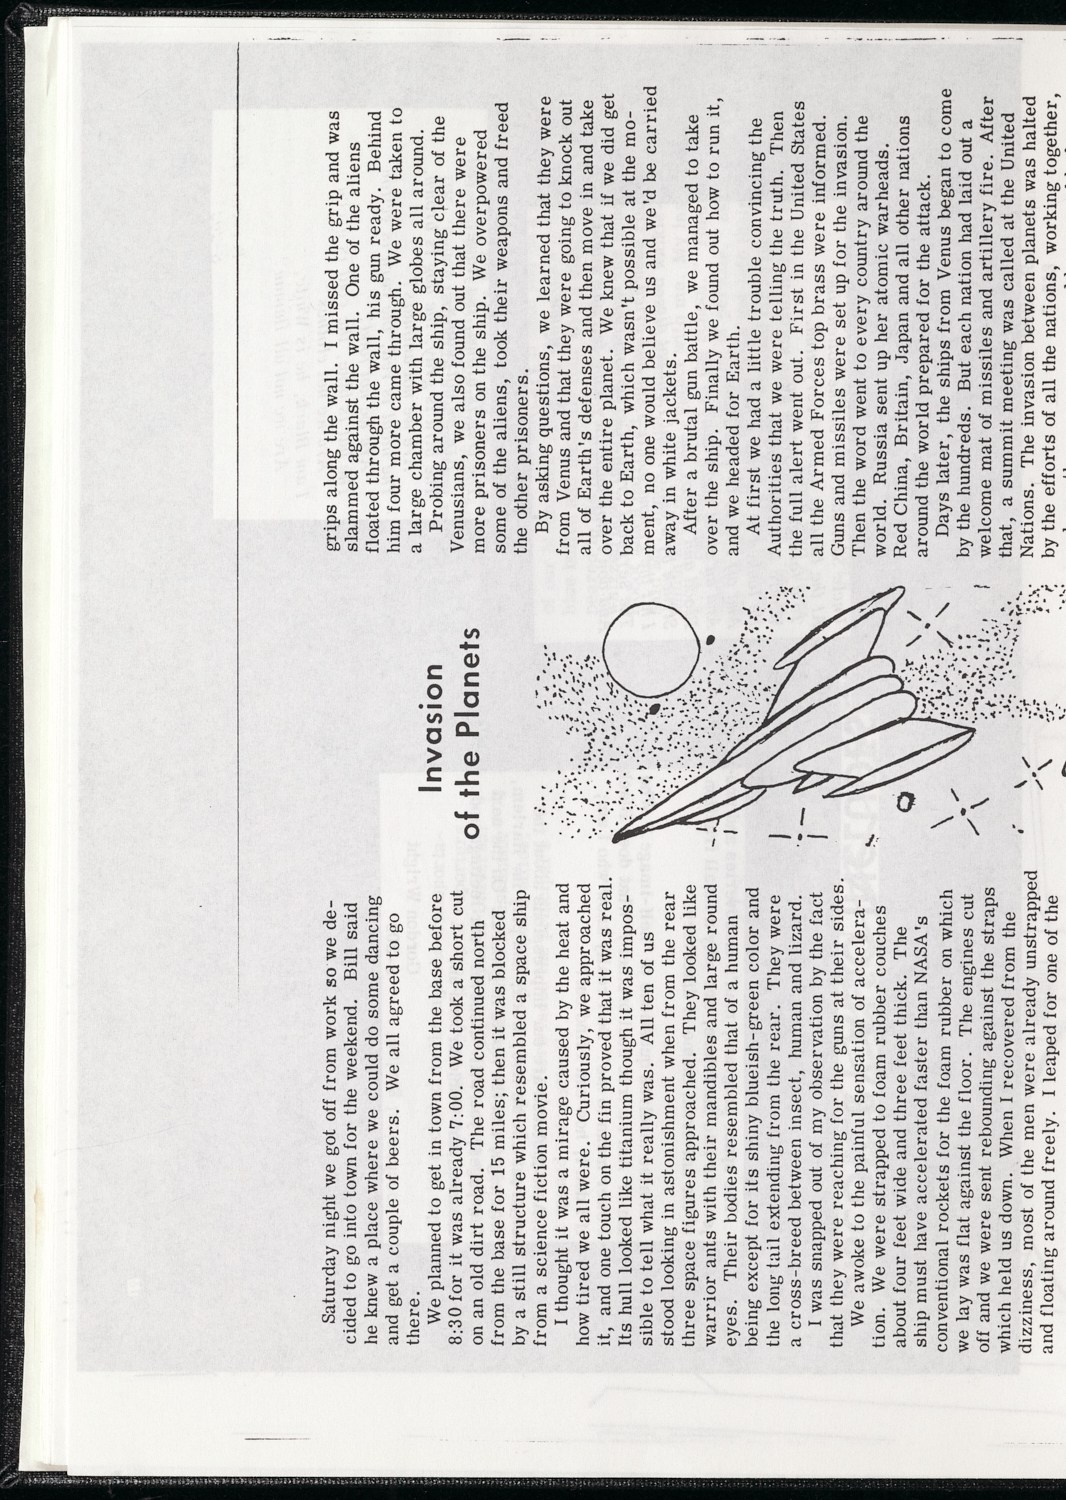 Invasion
of the Planets
Saturday night we got off from work so we de-
cided to go into town for the weekend. Bill said
he knew a place where we could do some dancing
and get a couple of beers. We all agreed to go
there.
We planned to get in town from the base before
8:30 for it was already 7:00. We took a short cut
on an old dirt road. The road continued north
from the base for 15 miles; then it was blocked
by a still structure which resembled a space ship
from a science fiction movie.
I thought it was a mirage caused by the heat and
how tired we all were. Curiously, we approached
it, and one touch on the fin proved that it was real.
Its hull looked like titanium though it was impos-
sible to tell what it really was. All ten of us
stood looking in astonishment when from the rear
three space figures approached. They looked like
warrior ants with their mandibles and large round
eyes. Their bodies resembled that of a human
being except for its shiny blueish-green color and
the long tail extending from the rear. They were
a cross-breed between insect, human and lizard.
I was snapped out of my observation by the fact
that they were reaching for the guns at their sides.
We awoke to the painful sensation of accelera-
tion. We were strapped to foam rubber couches
about four feet wide and three feet thick. The
ship must have accelerated faster than NASA's
conventional rockets for the foam rubber on which
we lay was flat against the floor. The engines cut
off and we were sent rebounding against the straps
which held us down. When I recovered from the
dizziness, most of the men were already unstrapped
and floating around freely. I leaped for one of the
grips along the wall. I missed the grip and was
slammed against the wall. One of the aliens
floated through the wall, his gun ready. Behind
him four more came through. We were taken to
a large chamber with large globes all around.
Probing around the ship, staying clear of the
Venusians, we also found out that there were
more prisoners on the ship. We overpowered
some of the aliens, took their weapons and freed
the other prisoners.
By asking questions, we learned that they were
from Venus and that they were going to knock out
all of Earth's defenses and then move in and take
over the entire planet. We knew that if we did get
back to Earth, which wasn't possible at the mo-
ment, no one would believe us and we'd be carried
away in white jackets.
After a brutal gun battle, we managed to take
over the ship. Finally we found out how to run it,
and we headed for Earth.
At first we had a little trouble convincing the
Authorities that we were telling the truth. Then
the full alert went out. First in the United States
all the Armed Forces top brass were informed.
Guns and missiles were set up for the invasion.
Then the word went to every country around the
world. Russia sent up her atomic warheads.
Red China, Britain, Japan and all other nations
around the world prepared for the attack.
Days later, the ships from Venus began to come
by the hundreds. But each nation had laid out a
welcome mat of missiles and artillery fire. After
that, a summit meeting was called at the United
Nations. The invasion between planets was halted
by the efforts of all the nations, working together,